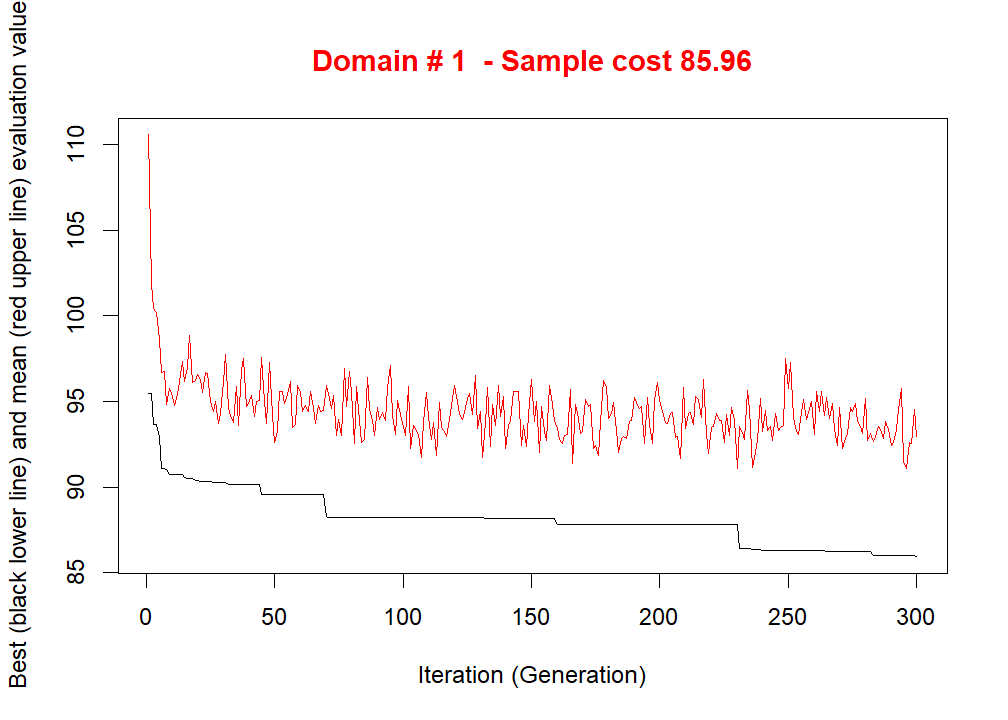 Domain # 1  - Sample cost 85.96
Best (black lower line) and mean (red upper line) evaluation value
110
105
100
95
90
85
0 50 100 150 200 250 300
Iteration (Generation)